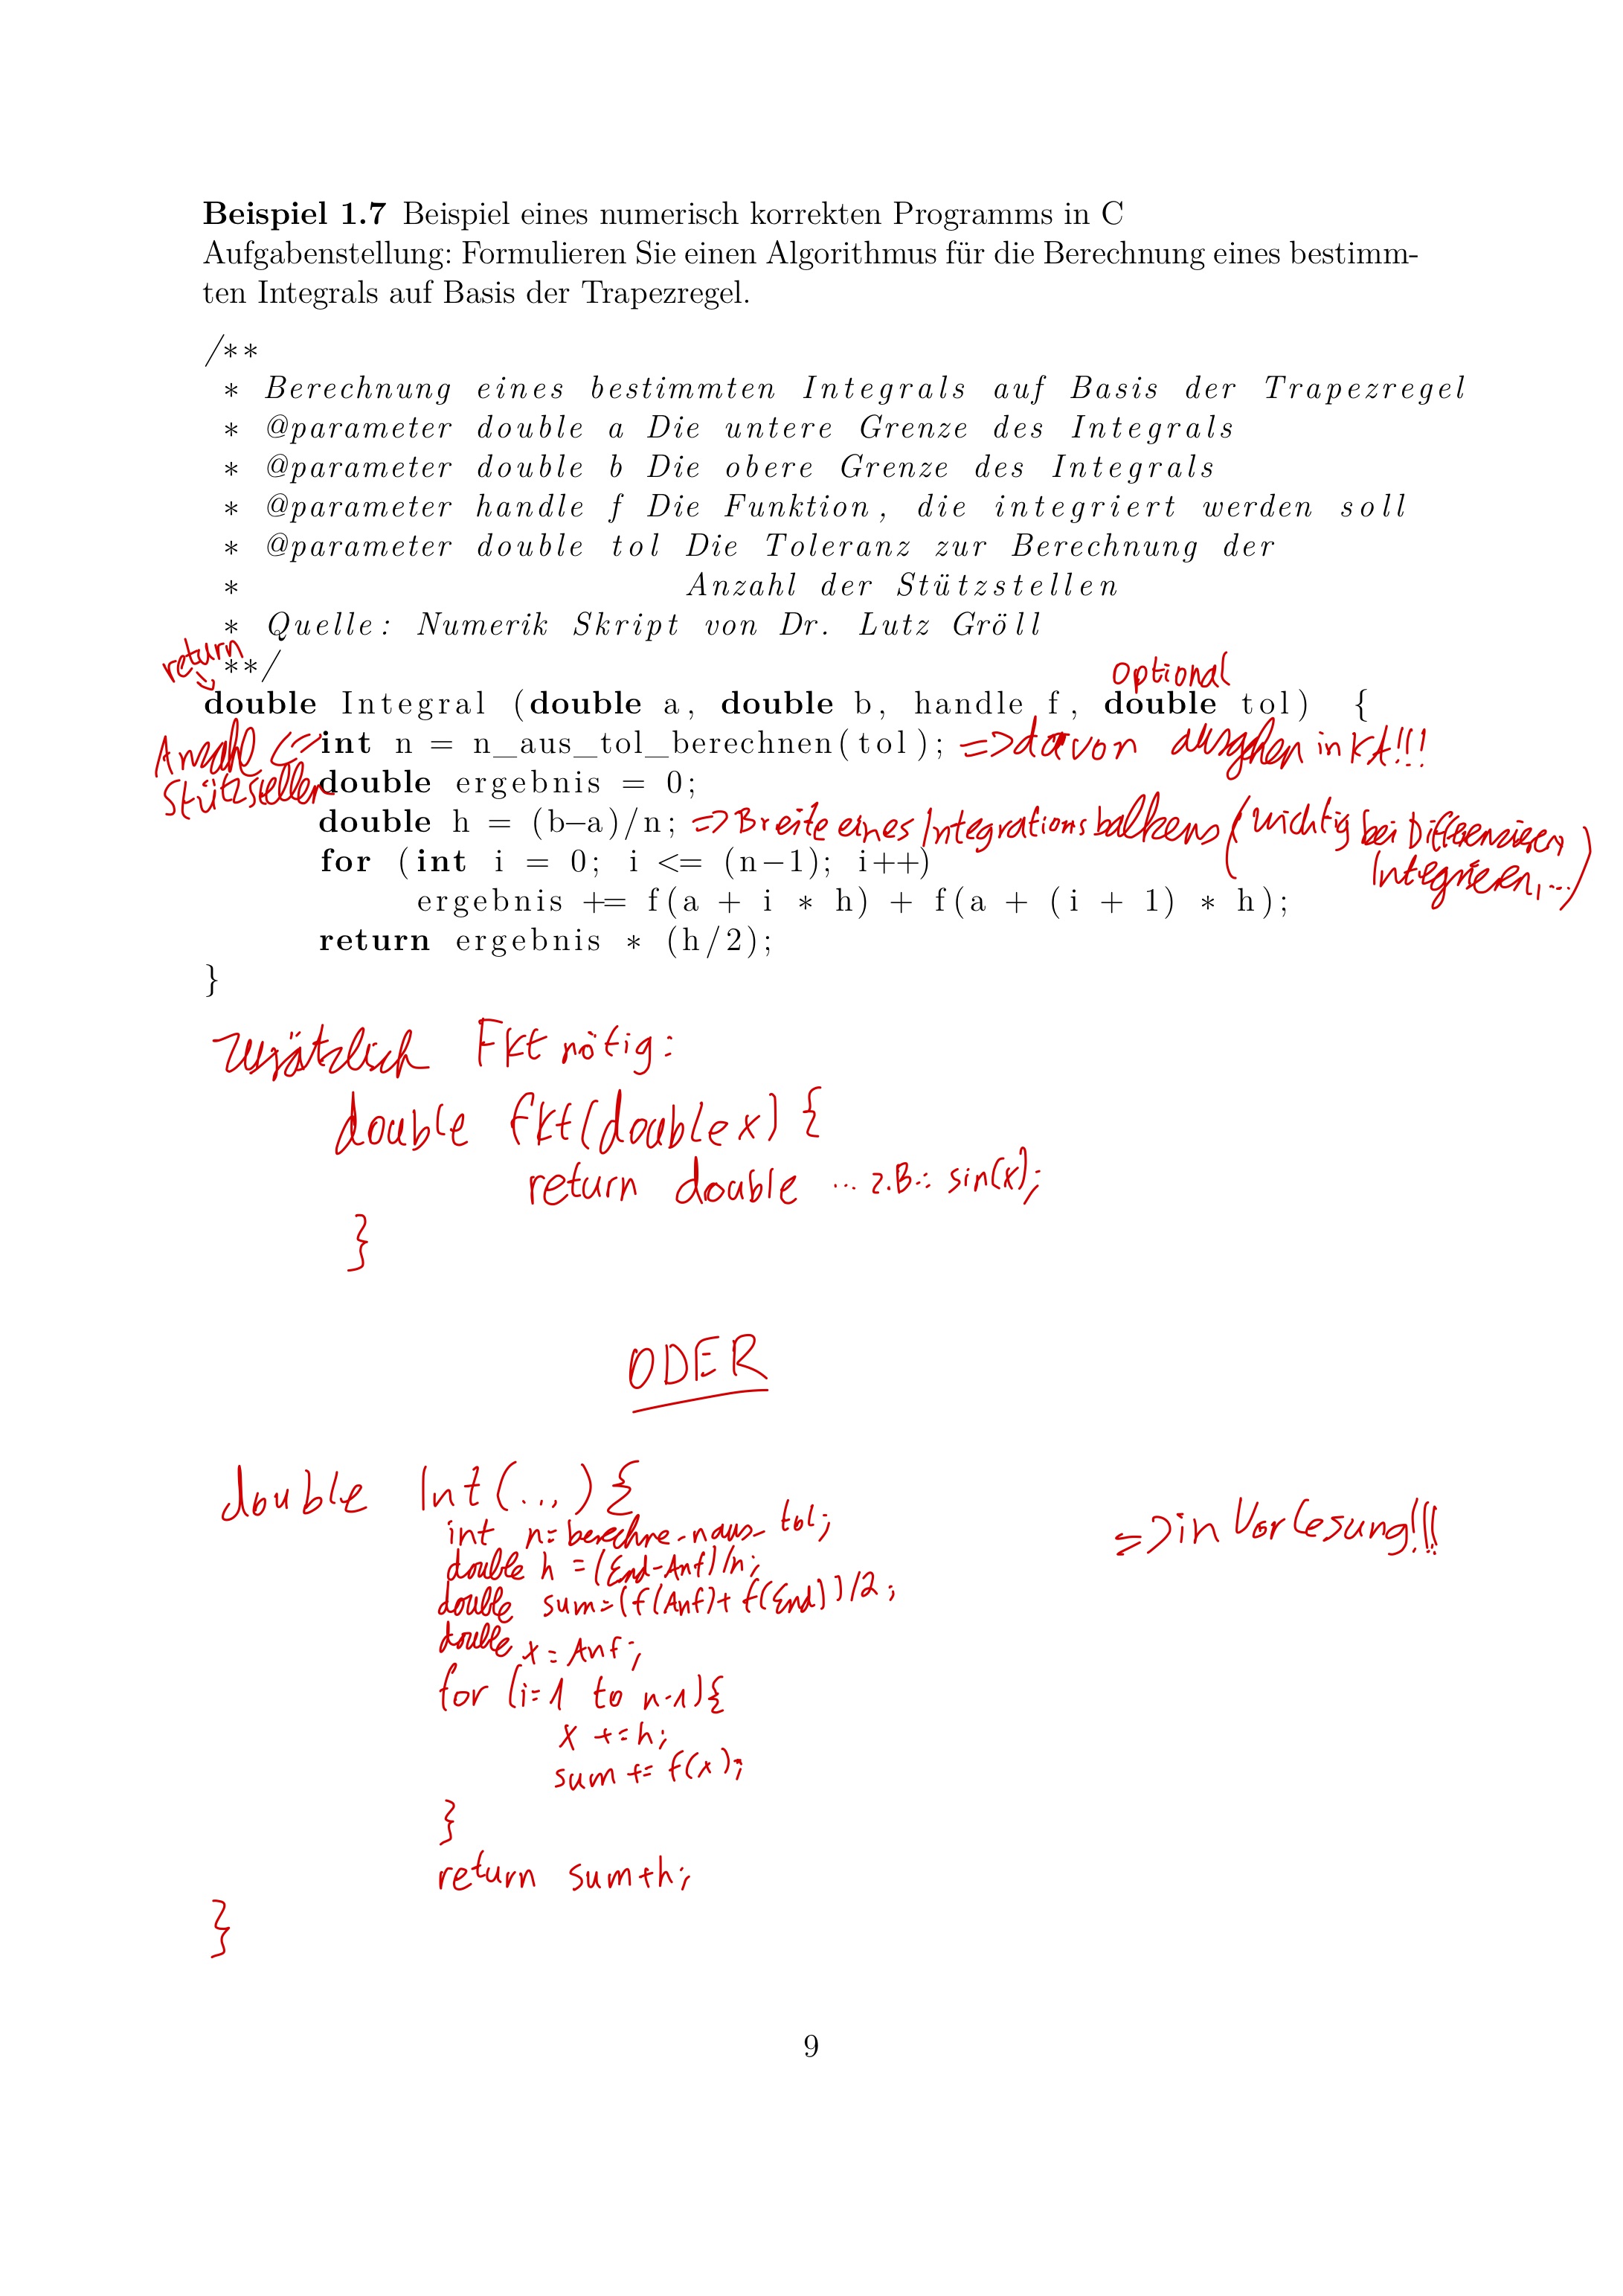 Beispiel 1.7 Beispiel eines numerisch korrekten Programms in C
Aufgabenstellung: Formulieren Sie einen Algorithmus für die Berechnung eines bestimm-
ten Integrals auf Basis der Trapezregel.
/**
* Berechnung eines bestimmten Integrals auf Basis der Trapezregel
* @parameter double a Die untere Grenze des Integrals
* @parameter double b Die obere Grenze des Integrals
* @parameter handle f Die Funktion, die integriert werden soll
* @parameter double tol Die Toleranz zur Berechnung der
* Anzahl der Stützstellen
* Quelle: Numerik Skript von Dr. Lutz Gröll
return
**/
optional
double Integral (double a, double b, handle f, double tol) {
Anzahl <= int n = n_aus_tol_berechnen(tol); => davon ausgehen in KA!!!
Stützstellen double ergebnis = 0;
double h = (b-a)/n; => Breite eines Integrationsbalkens (wichtig bei Differenzieren,
Integrieren, ...)
for (int i = 0; i <= (n-1); i++)
ergebnis += f(a + i * h) + f(a + (i + 1) * h);
return ergebnis * (h/2);
}
Zusätzlich Fkt nötig:
double fkt(double x) {
return double ... z.B.: sin(x);
}
ODER
double Int(...) {
int n = berechne_n_aus_tol; => in Vorlesung!!!
double h = (End-Anf)/n;
double sum = (f(Anf)+ f(End))/2;
double x = Anf;
for (i=1 to n-1){
x += h;
sum += f(x);
}
return sum*h;
}
9